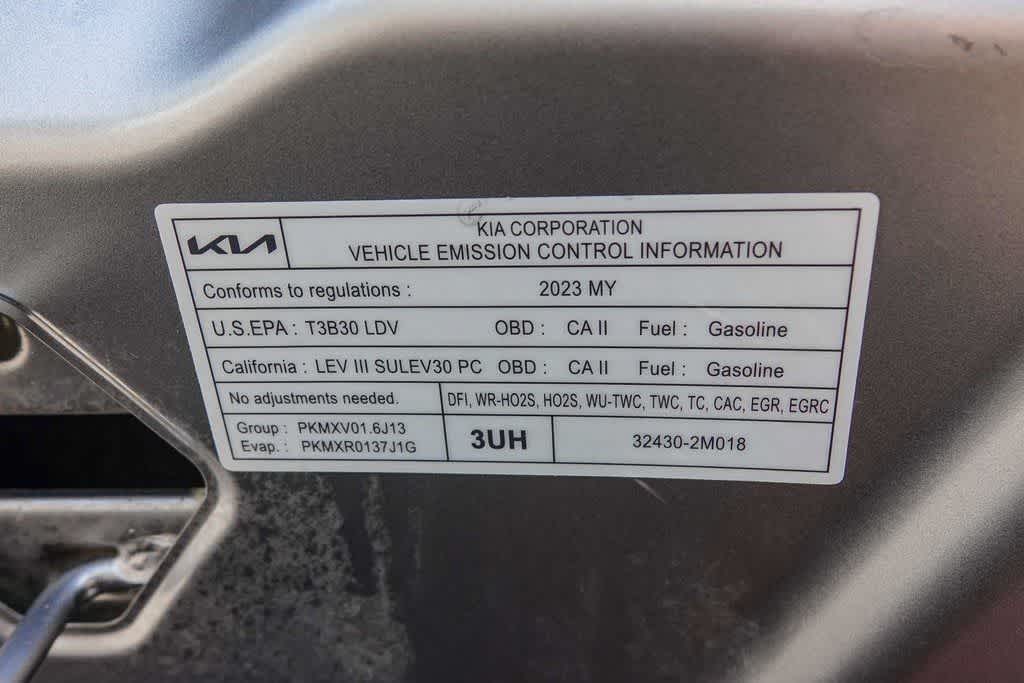 KIA
KIA CORPORATION
VEHICLE EMISSION CONTROL INFORMATION
Conforms to regulations : 2023 MY
U.S.EPA : T3B30 LDV OBD : CA II Fuel : Gasoline
California : LEV III SULEV30 PC OBD : CA II Fuel : Gasoline
No adjustments needed. DFI, WR-HO2S, HO2S, WU-TWC, TWC, TC, CAC, EGR, EGRC
Group : PKMXV01.6J13
Evap. : PKMXR0137J1G
3UH
32430-2M018